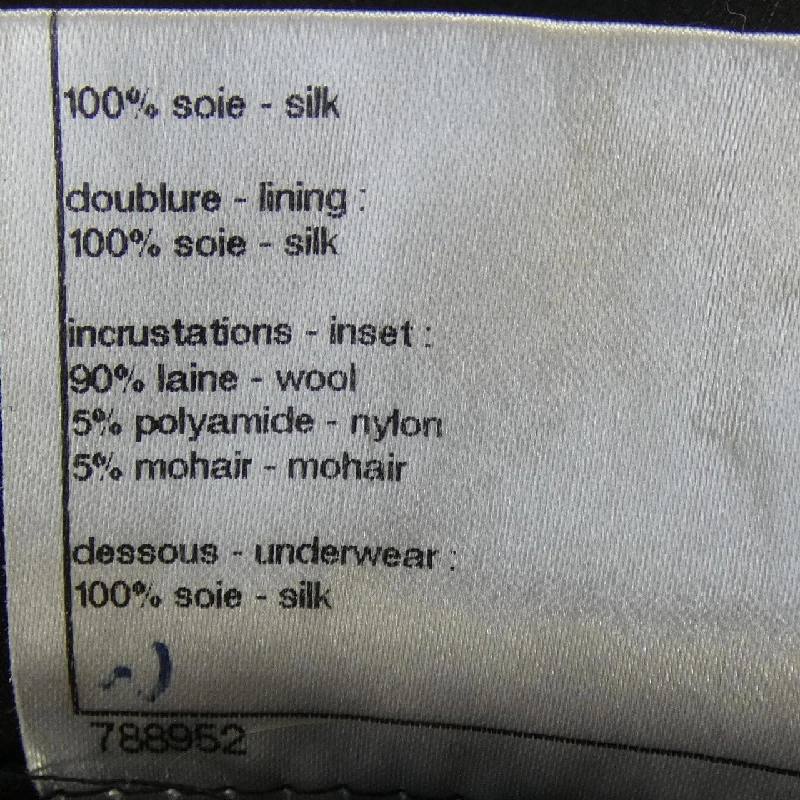 100% soie - silk
doublure - lining :
100% soie - silk
incrustations - inset :
90% laine - wool
5% polyamide - nylon
5% mohair - mohair
dessous - underwear :
100% soie - silk
788952